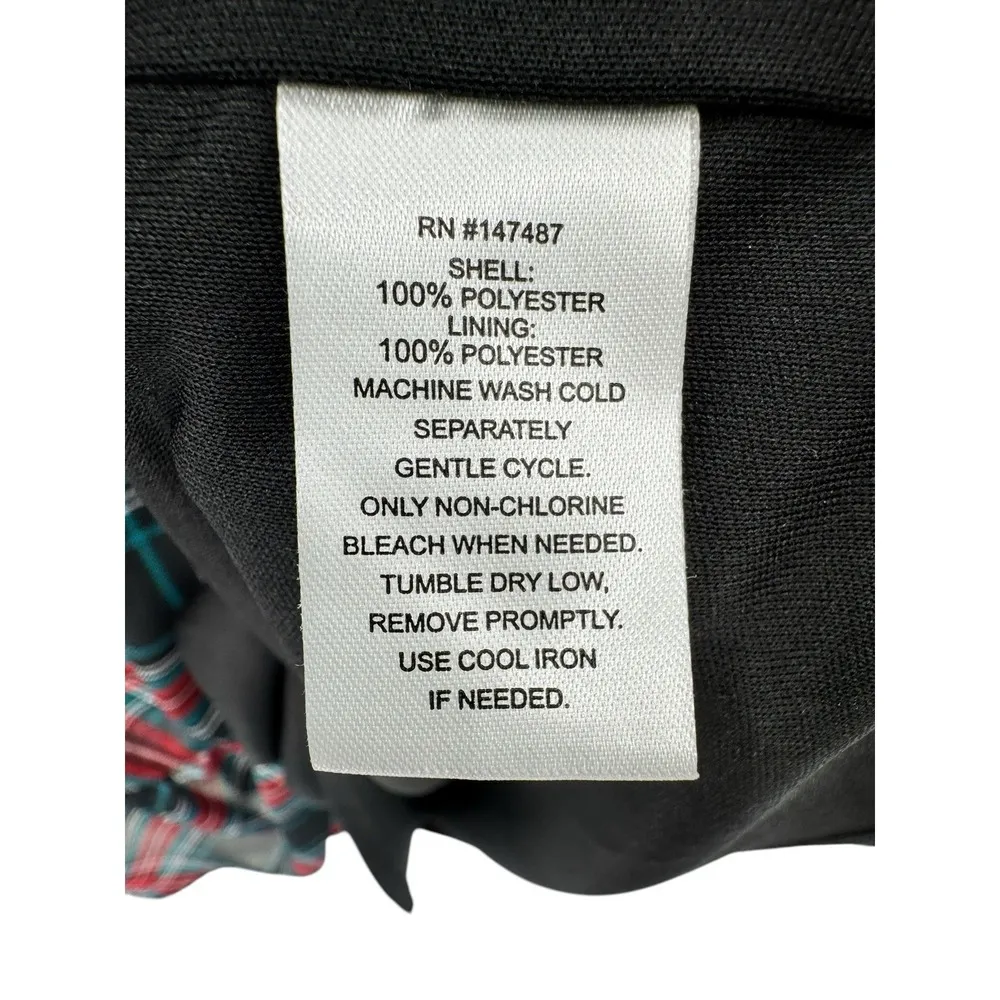 RN #147487
SHELL:
100% POLYESTER
LINING:
100% POLYESTER
MACHINE WASH COLD
SEPARATELY
GENTLE CYCLE.
ONLY NON-CHLORINE
BLEACH WHEN NEEDED.
TUMBLE DRY LOW,
REMOVE PROMPTLY.
USE COOL IRON
IF NEEDED.